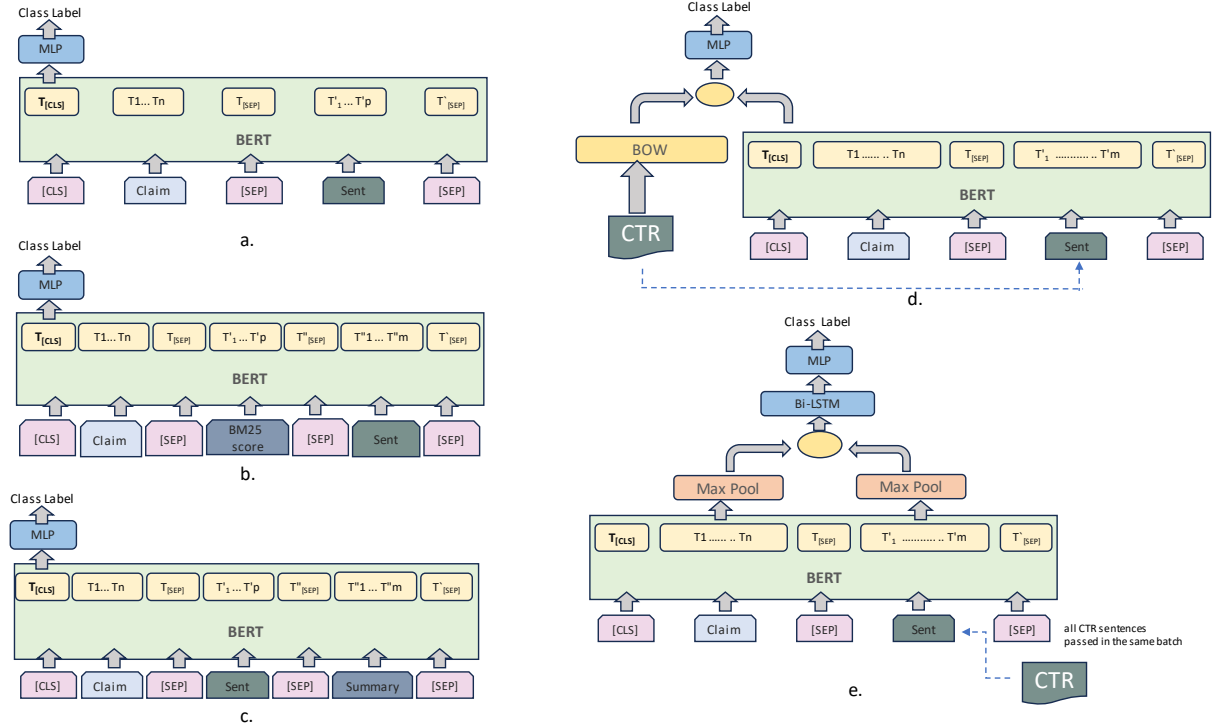 Class Label
MLP
T[CLS] T1... Tn T[SEP] T'1 ... T'p T`[SEP]
BERT
[CLS] Claim [SEP] Sent [SEP]
a.
Class Label
MLP
T[CLS] T1... Tn T[SEP] T'1 ... T'p T"[SEP] T"1 ... T"m T`[SEP]
BERT
[CLS] Claim [SEP] BM25 score [SEP] Sent [SEP]
b.
Class Label
MLP
T[CLS] T1... Tn T[SEP] T'1 ... T'p T"[SEP] T"1 ... T"m T`[SEP]
BERT
[CLS] Claim [SEP] Sent [SEP] Summary [SEP]
c.
Class Label
MLP
BOW
T[CLS] T1 ...... .. Tn T[SEP] T'1 ........... .. T'm T`[SEP]
BERT
CTR
[CLS] Claim [SEP] Sent [SEP]
d.
Class Label
MLP
Bi-LSTM
Max Pool Max Pool
T[CLS] T1 ...... .. Tn T[SEP] T'1 ........... .. T'm T`[SEP]
BERT
[CLS] Claim [SEP] Sent [SEP]
all CTR sentences
passed in the same batch
CTR
e.